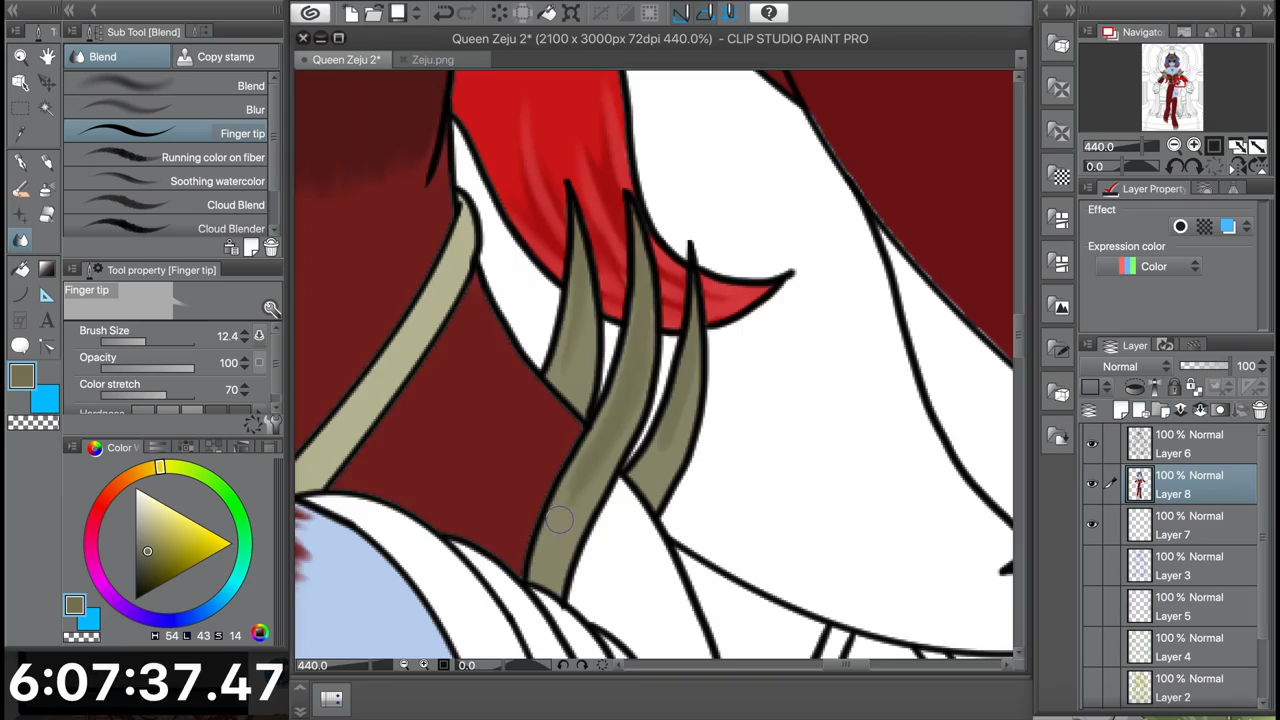 Sub Tool [Blend]
Blend
Copy stamp
Blend
Blur
Finger tip
Running color on fiber
Soothing watercolor
Cloud Blend
Cloud Blender
Tool property [Finger tip]
Finger tip
Brush Size
12.4
Opacity
100
Color stretch
70
Color
H 54 L 43 S 14
6:07:37.47
Queen Zeju 2* (2100 x 3000px 72dpi 440.0%) - CLIP STUDIO PAINT PRO
Queen Zeju 2*
Zeju.png
440.0
0.0
Navigator
440.0
0.0
Layer Property
Effect
Expression color
Color
Layer
Normal
100
100 % Normal
Layer 6
100 % Normal
Layer 8
100 % Normal
Layer 7
100 % Normal
Layer 3
100 % Normal
Layer 5
100 % Normal
Layer 4
100 % Normal
Layer 2